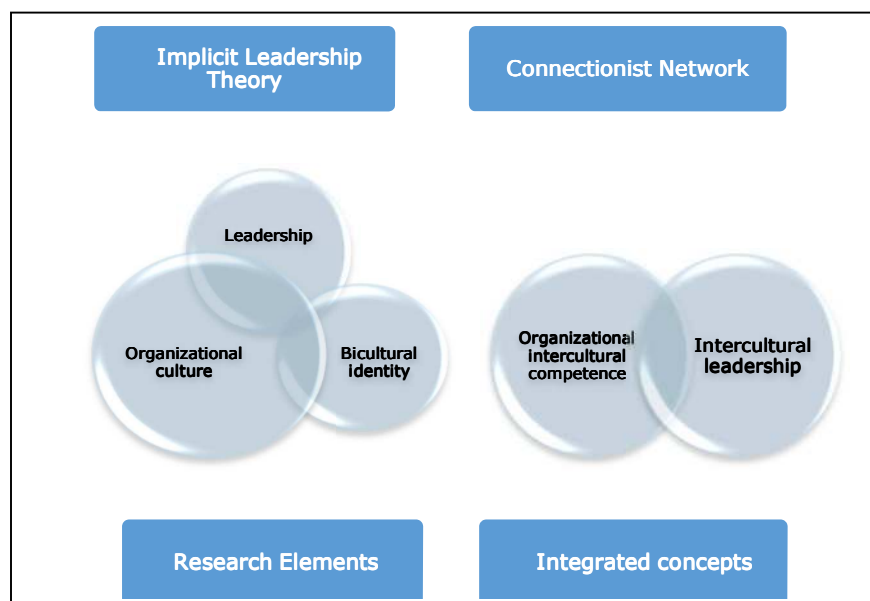 Implicit Leadership
Theory
Connectionist Network
Leadership
Organizational
culture
Bicultural
identity
Organizational
intercultural
competence
Intercultural
leadership
Research Elements
Integrated concepts